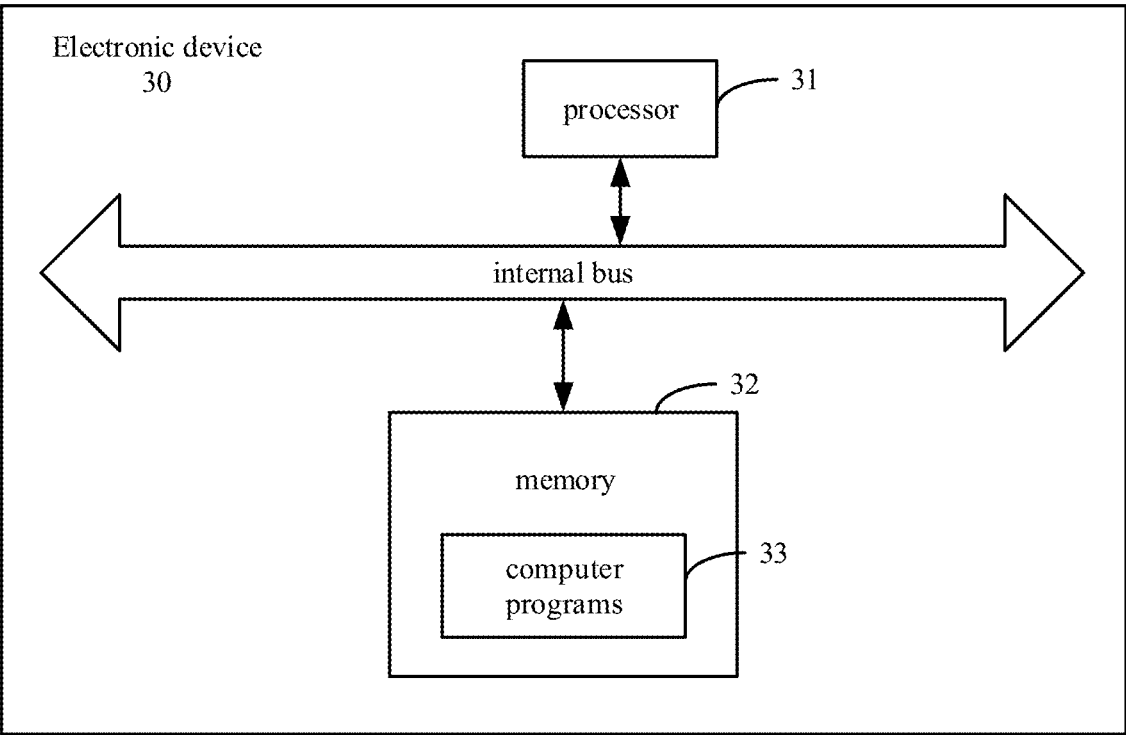 Electronic device
30
31
processor
internal bus
32
memory
33
computer
programs